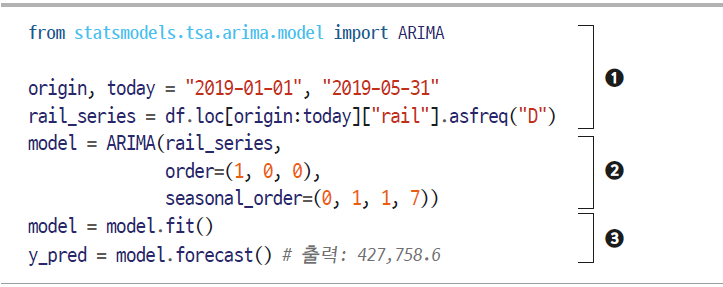 from statsmodels.tsa.arima.model import ARIMA
origin, today = "2019-01-01", "2019-05-31"
rail_series = df.loc[origin:today]["rail"].asfreq("D")
❶
model = ARIMA(rail_series,
order=(1, 0, 0),
seasonal_order=(0, 1, 1, 7))
❷
model = model.fit()
y_pred = model.forecast() # 출력: 427,758.6
❸